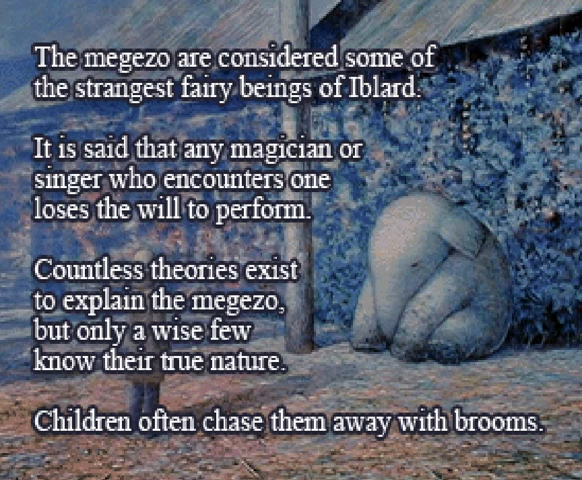 The megezo are considered some of
the strangest fairy beings of Iblard.
It is said that any magician or
singer who encounters one
loses the will to perform.
Countless theories exist
to explain the megezo,
but only a wise few
know their true nature.
Children often chase them away with brooms.